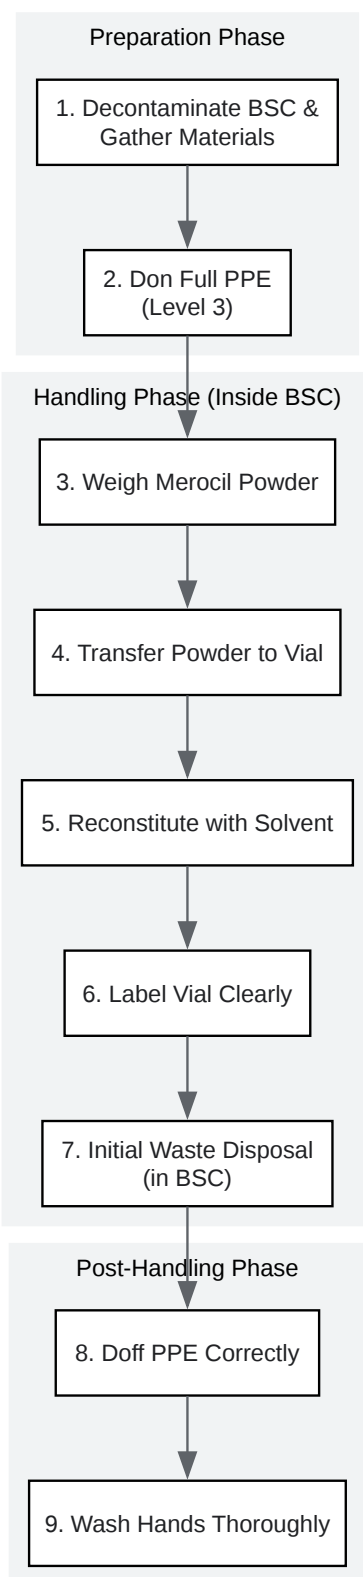 Preparation Phase
1. Decontaminate BSC &
Gather Materials
2. Don Full PPE
(Level 3)
Handling Phase (Inside BSC)
3. Weigh Merocil Powder
4. Transfer Powder to Vial
5. Reconstitute with Solvent
6. Label Vial Clearly
7. Initial Waste Disposal
(in BSC)
Post-Handling Phase
8. Doff PPE Correctly
9. Wash Hands Thoroughly